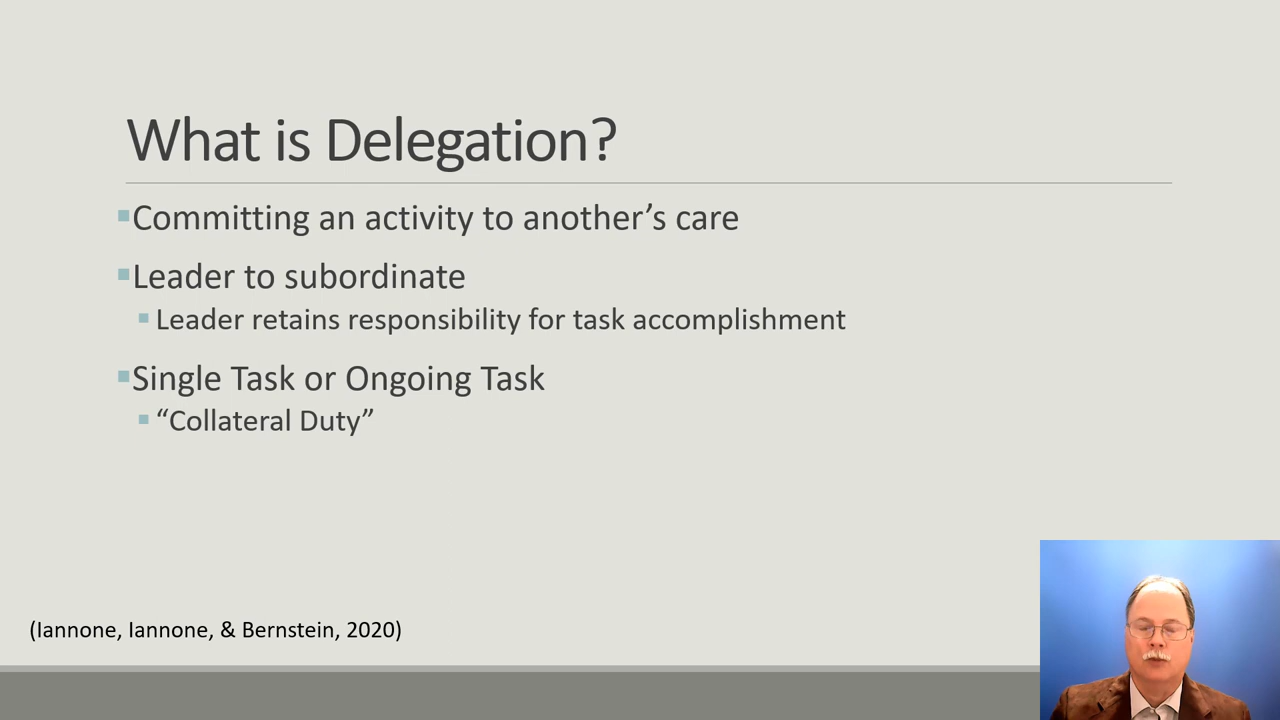 What is Delegation?
Committing an activity to another’s care
Leader to subordinate
Leader retains responsibility for task accomplishment
Single Task or Ongoing Task
“Collateral Duty”
(Iannone, Iannone, & Bernstein, 2020)